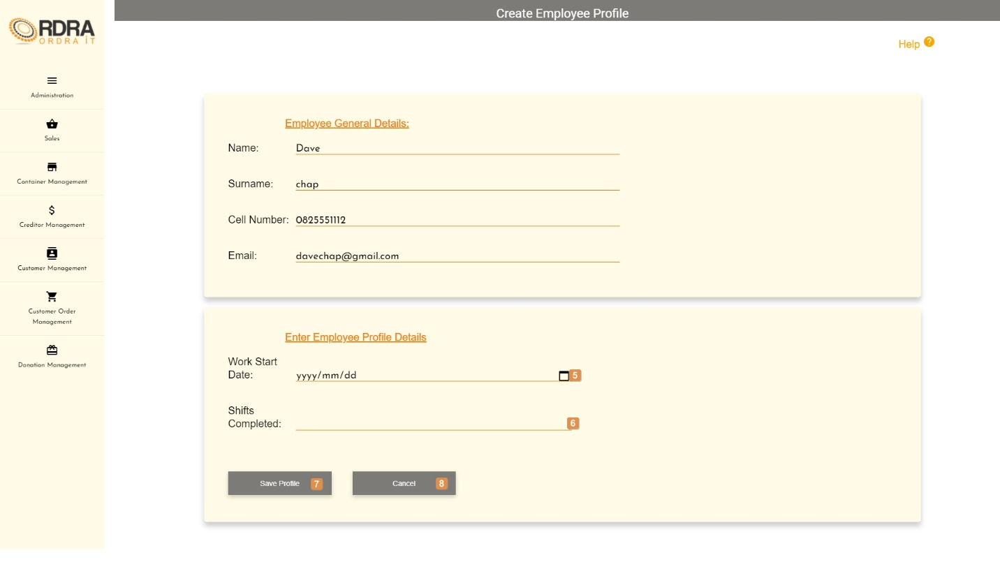 Create Employee Profile
RDRA
ORDRA IT
Help ?
Administration
Sales
Container Management
$
Creditor Management
Customer Management
Customer Order
Management
Donation Management
Employee General Details:
Name: Dave
Surname: chap
Cell Number: 0825551112
Email: davechap@gmail.com
Enter Employee Profile Details
Work Start
Date: yyyy/mm/dd 5
Shifts
Completed: 6
Save Profile 7
Cancel 8